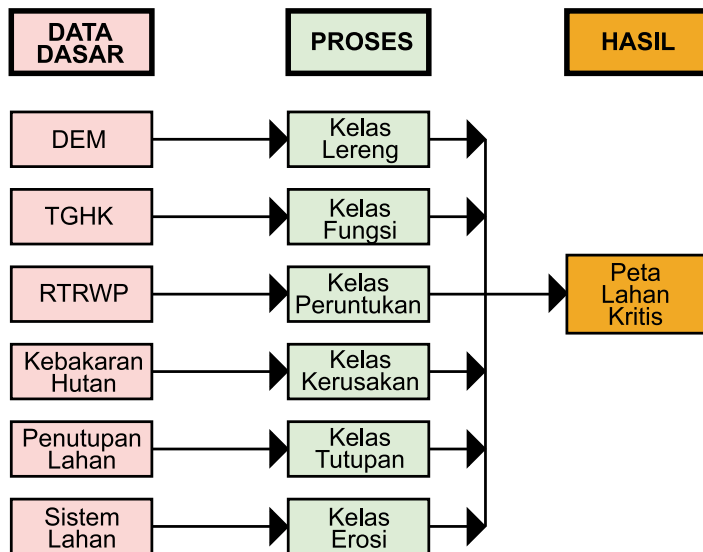 DATA
DASAR
PROSES
HASIL
DEM
Kelas
Lereng
TGHK
Kelas
Fungsi
RTRWP
Kelas
Peruntukan
Peta
Lahan
Kritis
Kebakaran
Hutan
Kelas
Kerusakan
Penutupan
Lahan
Kelas
Tutupan
Sistem
Lahan
Kelas
Erosi